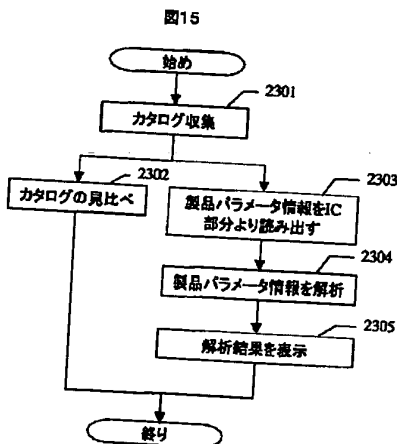 図15
始め
2301
カタログ収集
2302
カタログの見比べ
2303
製品パラメータ情報をIC
部分より読み出す
2304
製品パラメータ情報を解析
2305
解析結果を表示
終り